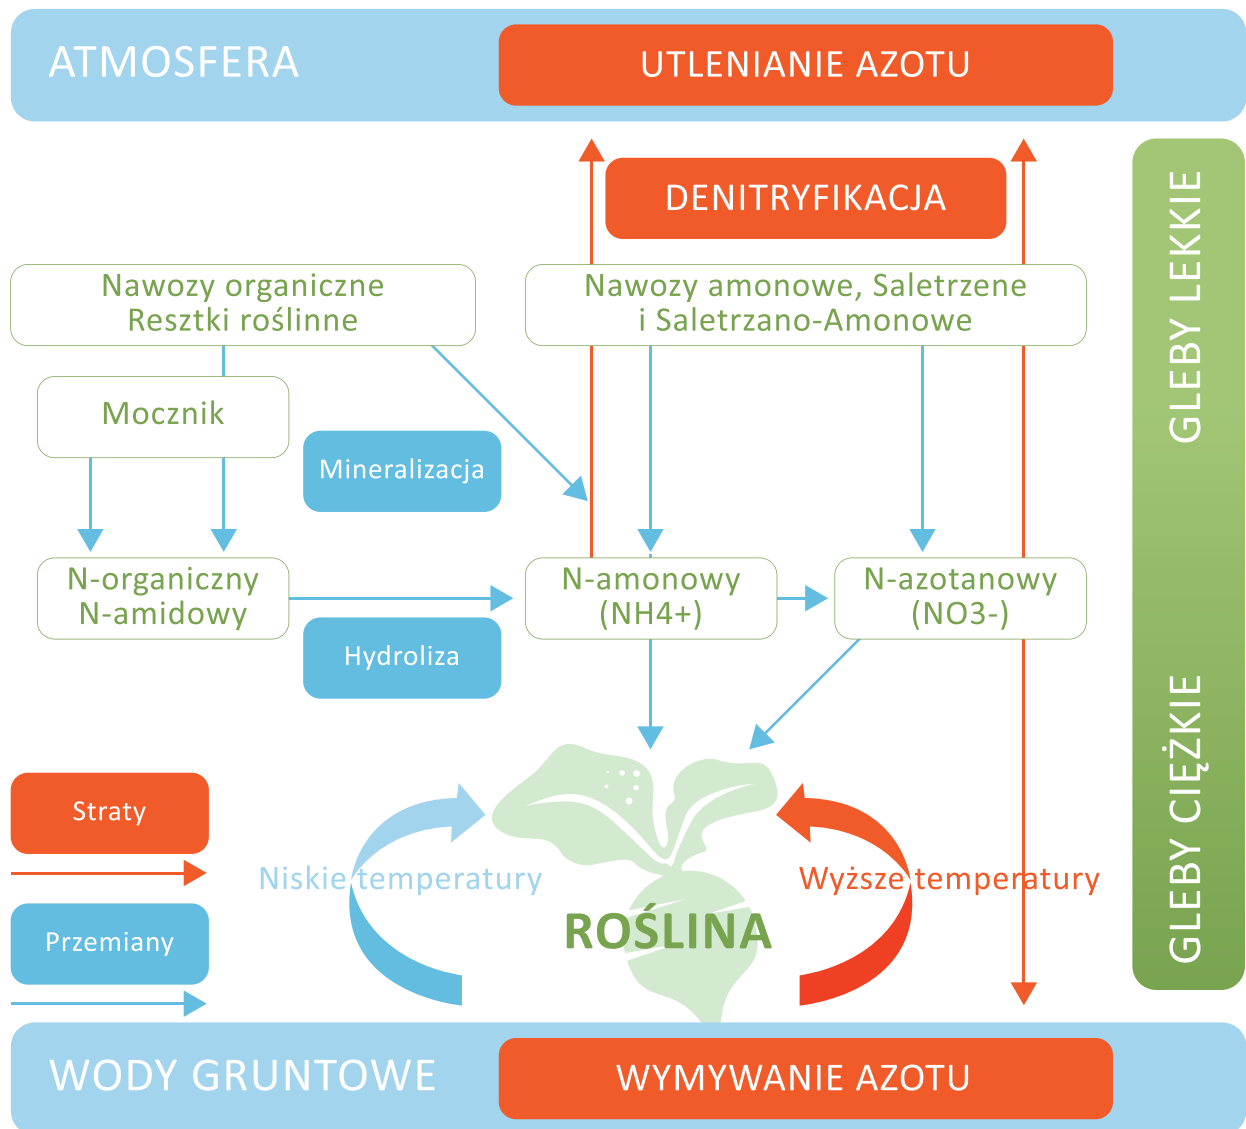 ATMOSFERA
UTLENIANIE AZOTU
DENITRYFIKACJA
GLEBY LEKKIE
Nawozy organiczne
Resztki roślinne
Nawozy amonowe, Saletrzene
i Saletrzano-Amonowe
Mocznik
Mineralizacja
N-organiczny
N-amidowy
N-amonowy
(NH4+)
N-azotanowy
(NO3-)
Hydroliza
GLEBY CIĘŻKIE
Straty
Niskie temperatury
Wyższe temperatury
Przemiany
ROŚLINA
WODY GRUNTOWE
WYMYWANIE AZOTU